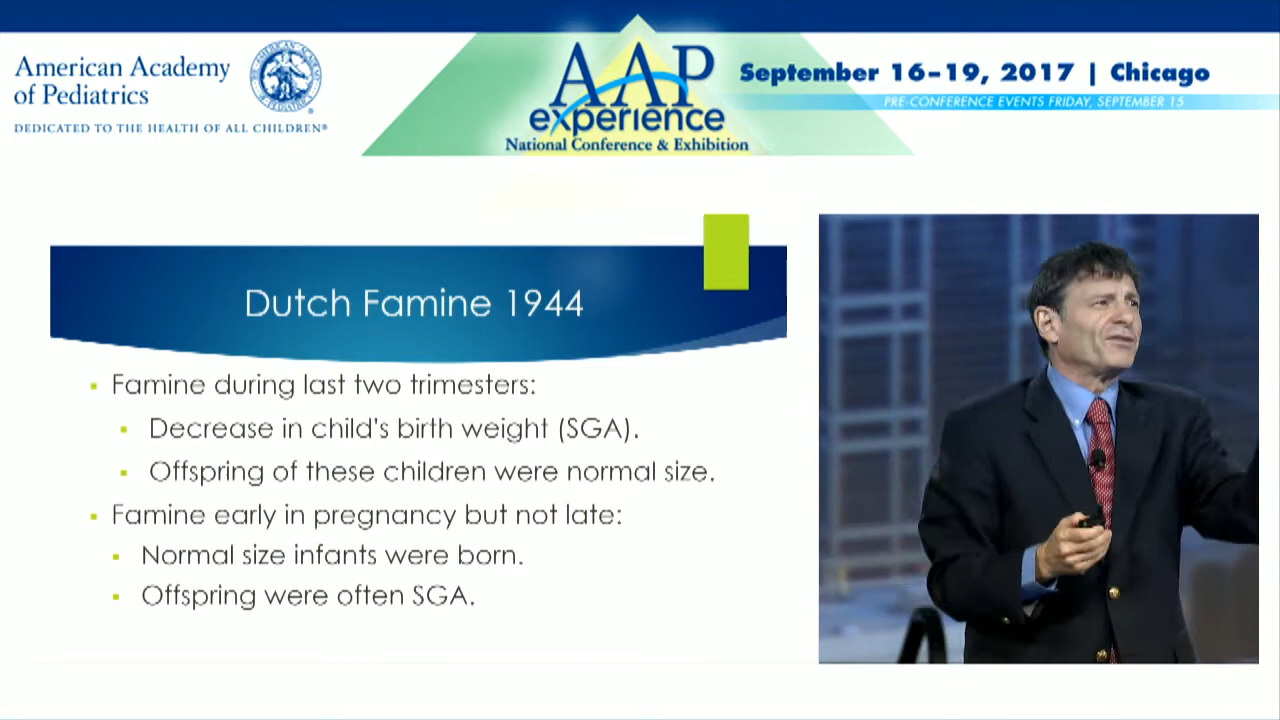 American Academy
of Pediatrics
DEDICATED TO THE HEALTH OF ALL CHILDREN®
AAP
experience
National Conference & Exhibition
September 16–19, 2017 | Chicago
PRE-CONFERENCE EVENTS FRIDAY, SEPTEMBER 15
Dutch Famine 1944
Famine during last two trimesters:
Decrease in child's birth weight (SGA).
Offspring of these children were normal size.
Famine early in pregnancy but not late:
Normal size infants were born.
Offspring were often SGA.